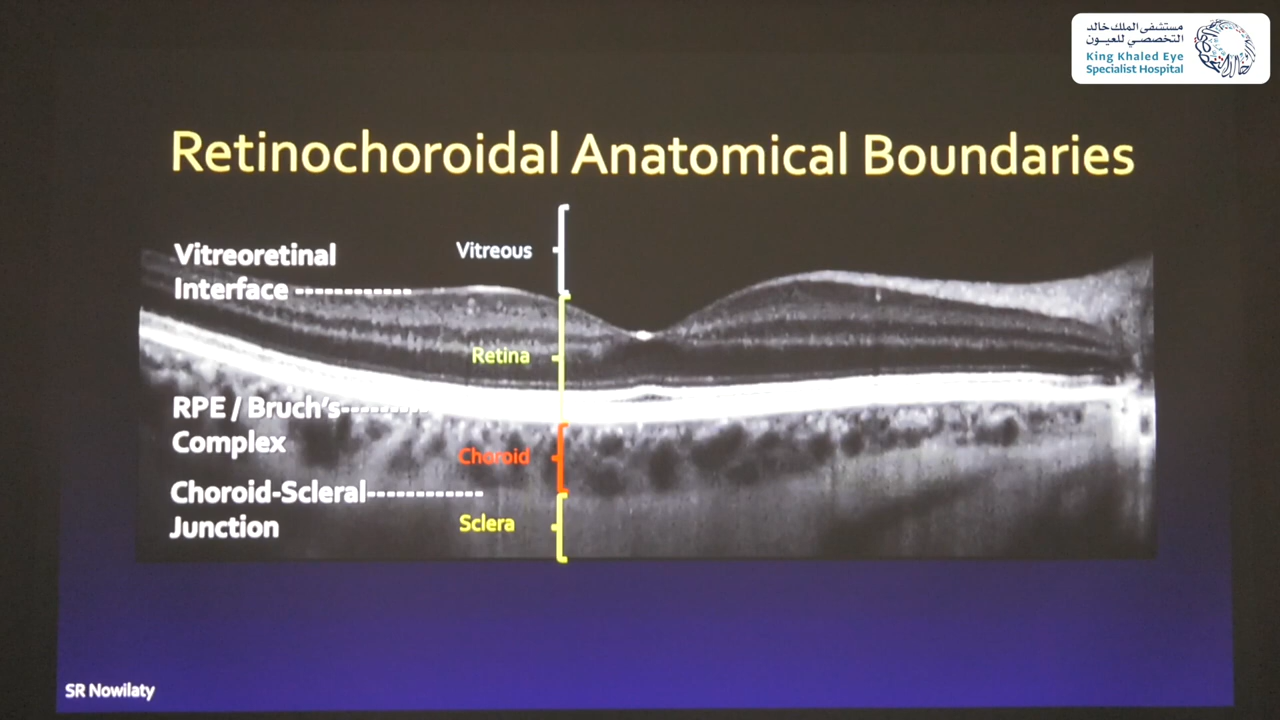 مستشفى الملك خالد
التخصصي للعيون
King Khaled Eye
Specialist Hospital
Retinochoroidal Anatomical Boundaries
Vitreoretinal
Interface ------------
Vitreous
Retina
RPE / Bruch's---------
Complex
Choroid
Choroid-Scleral------------
Junction
Sclera
SR Nowilaty